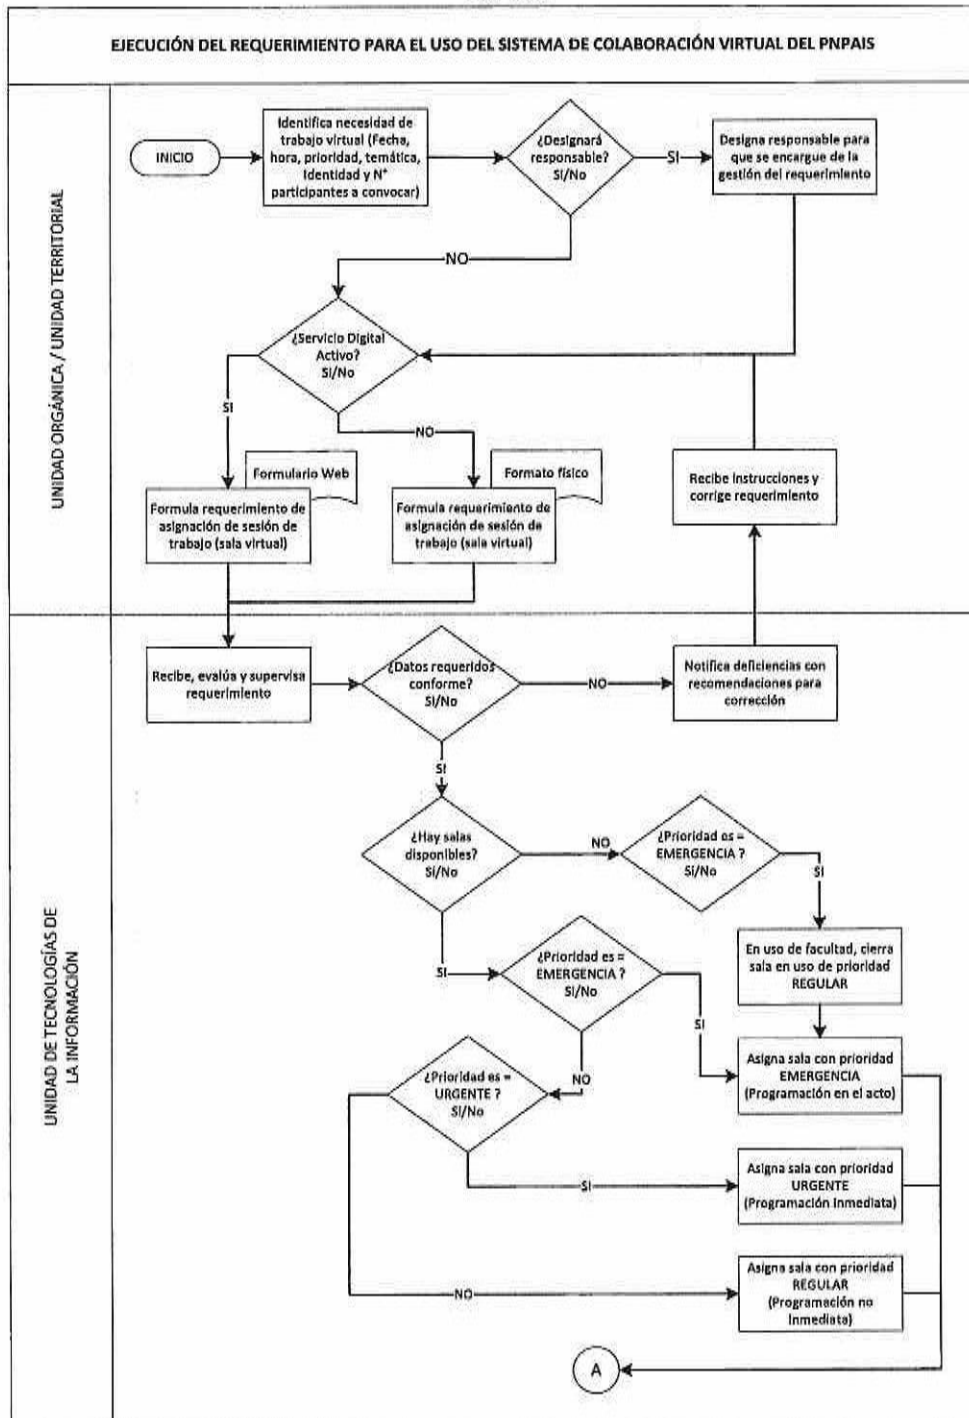 EJECUCIÓN DEL REQUERIMIENTO PARA EL USO DEL SISTEMA DE COLABORACIÓN VIRTUAL DEL PNPAIS
UNIDAD ORGÁNICA / UNIDAD TERRITORIAL
INICIO
Identifica necesidad de
trabajo virtual (Fecha,
hora, prioridad, temática,
Identidad y N°
participantes a convocar)
¿Designará
responsable?
Si/No
SI
Designa responsable para
que se encargue de la
gestión del requerimiento
NO
¿Servicio Digital
Activo?
Si/No
SI
NO
Formulario Web
Formula requerimiento de
asignación de sesión de
trabajo (sala virtual)
Formato físico
Formula requerimiento de
asignación de sesión de
trabajo (sala virtual)
Recibe instrucciones y
corrige requerimiento
UNIDAD DE TECNOLOGÍAS DE
LA INFORMACIÓN
Recibe, evalúa y supervisa
requerimiento
¿Datos requeridos
conforme?
Si/No
NO
Notifica deficiencias con
recomendaciones para
corrección
SI
¿Hay salas
disponibles?
Si/No
NO
¿Prioridad es =
EMERGENCIA ?
Si/No
SI
En uso de facultad, cierra
sala en uso de prioridad
REGULAR
SI
¿Prioridad es =
EMERGENCIA ?
Si/No
SI
Asigna sala con prioridad
EMERGENCIA
(Programación en el acto)
NO
¿Prioridad es =
URGENTE ?
Si/No
SI
Asigna sala con prioridad
URGENTE
(Programación Inmediata)
NO
Asigna sala con prioridad
REGULAR
(Programación no
Inmediata)
A